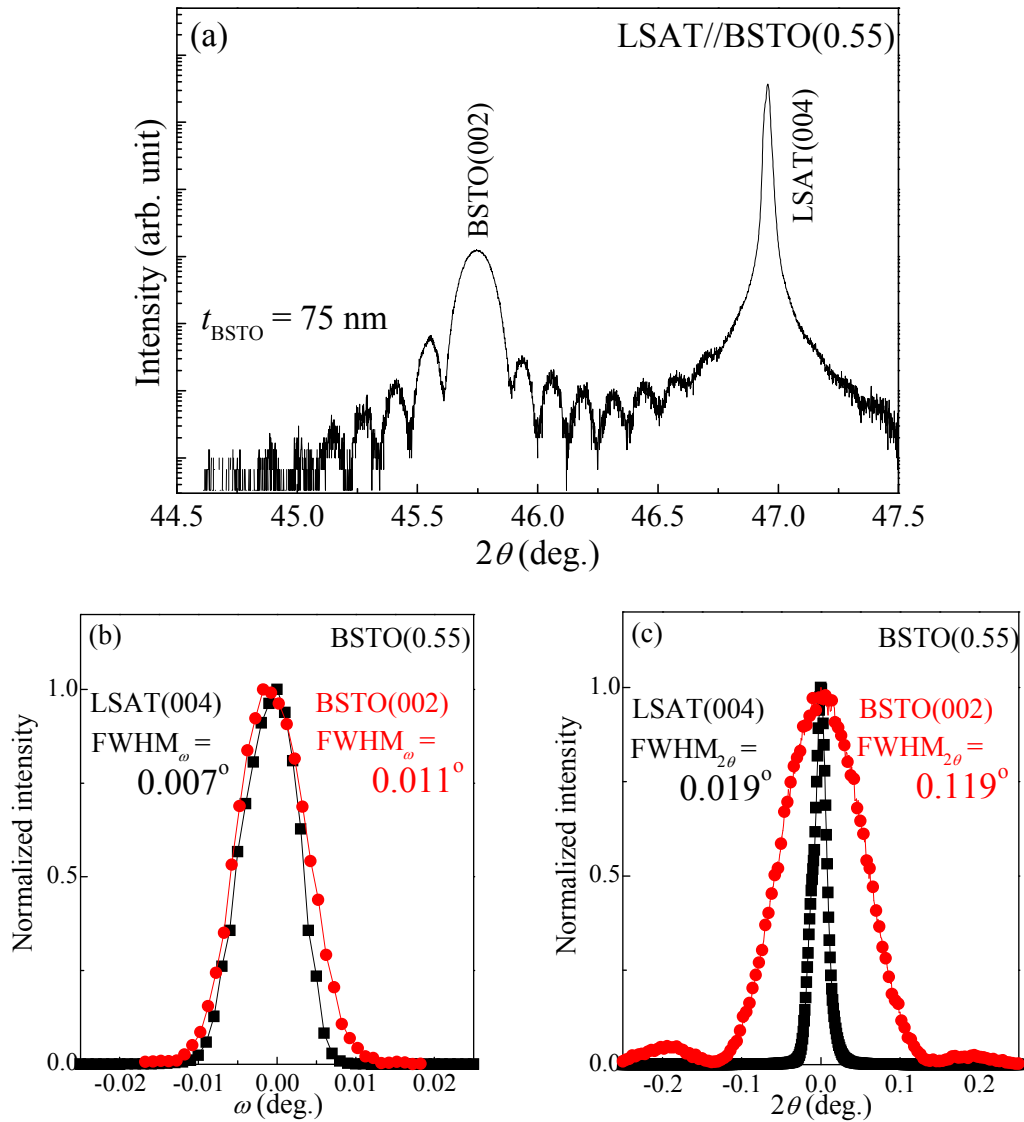 (a)
LSAT//BSTO(0.55)
BSTO(002)
LSAT(004)
t_BSTO = 75 nm
Intensity (arb. unit)
44.5 45.0 45.5 46.0 46.5 47.0 47.5
2θ (deg.)
(b)
BSTO(0.55)
LSAT(004)
FWHM_ω =
0.007°
BSTO(002)
FWHM_ω =
0.011°
Normalized intensity
1.0
0.5
0.0
-0.02 -0.01 0.00 0.01 0.02
ω (deg.)
(c)
BSTO(0.55)
LSAT(004)
FWHM_2θ =
0.019°
BSTO(002)
FWHM_2θ =
0.119°
Normalized intensity
1.0
0.5
0.0
-0.2 -0.1 0.0 0.1 0.2
2θ (deg.)